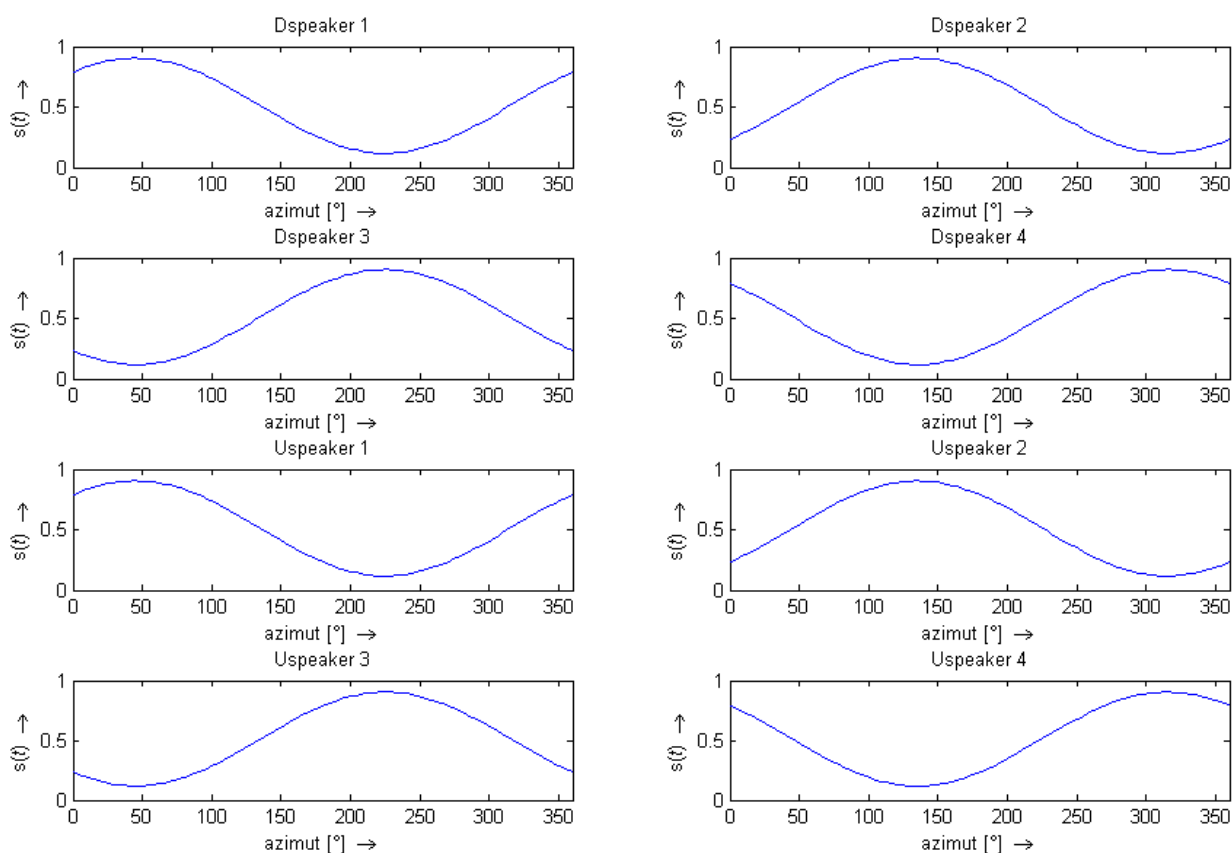 Dspeaker 1
1
0.5
0
s(t) →
0 50 100 150 200 250 300 350
azimut [°] →
Dspeaker 2
1
0.5
0
s(t) →
0 50 100 150 200 250 300 350
azimut [°] →
Dspeaker 3
1
0.5
0
s(t) →
0 50 100 150 200 250 300 350
azimut [°] →
Dspeaker 4
1
0.5
0
s(t) →
0 50 100 150 200 250 300 350
azimut [°] →
Uspeaker 1
1
0.5
0
s(t) →
0 50 100 150 200 250 300 350
azimut [°] →
Uspeaker 2
1
0.5
0
s(t) →
0 50 100 150 200 250 300 350
azimut [°] →
Uspeaker 3
1
0.5
0
s(t) →
0 50 100 150 200 250 300 350
azimut [°] →
Uspeaker 4
1
0.5
0
s(t) →
0 50 100 150 200 250 300 350
azimut [°] →